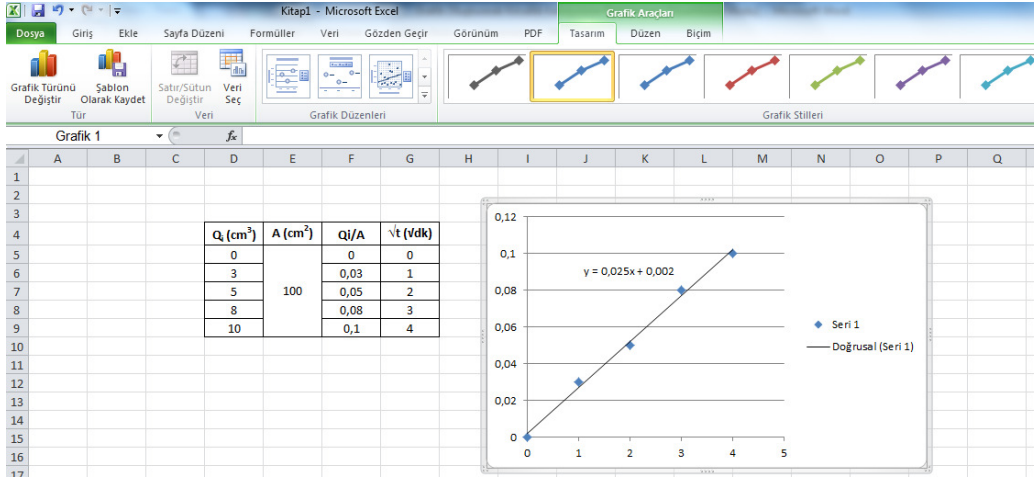 Kitap1 - Microsoft Excel
Grafik Araçları
Dosya Giriş Ekle Sayfa Düzeni Formüller Veri Gözden Geçir Görünüm PDF Tasarım Düzen Biçim
Grafik Türünü Değiştir
Şablon Olarak Kaydet
Satır/Sütun Değiştir
Veri Seç
Tür Veri Grafik Düzenleri Grafik Stilleri
Grafik 1 fx
A B C D E F G H I J K L M N O P Q
1
2
3
4 Qi (cm³) A (cm²) Qi/A √t (√dk)
5 0 0 0
6 3 0,03 1
7 5 100 0,05 2
8 8 0,08 3
9 10 0,1 4
10
11
12
13
14
15
16
17
0,12
0,1
0,08
0,06
0,04
0,02
0
0 1 2 3 4 5
y = 0,025x + 0,002
Seri 1
Doğrusal (Seri 1)